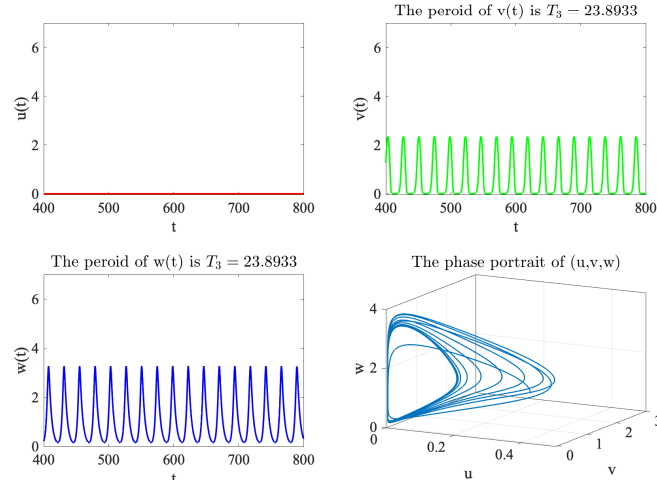 The peroid of v(t) is T₃ = 23.8933
6
4
2
0
u(t)
400 500 600 700 800
t
6
4
2
0
v(t)
400 500 600 700 800
t
The peroid of w(t) is T₃ = 23.8933
The phase portrait of (u,v,w)
6
4
2
0
w(t)
400 500 600 700 800
t
4
2
0
w
0 0.2 0.4
u
0 1 2 3
v